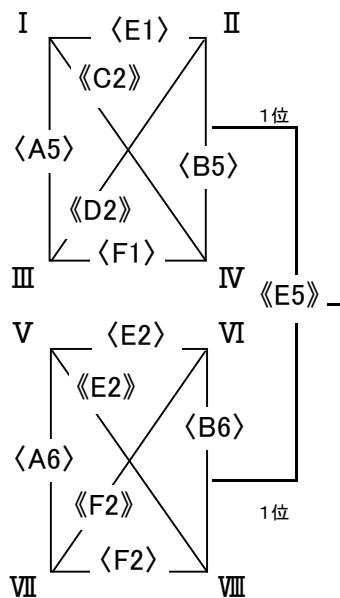 Ⅰ 〈E1〉 Ⅱ
《C2》
1位
〈A5〉
〈B5〉
《D2》
〈F1〉
Ⅲ Ⅳ
《E5》
Ⅴ 〈E2〉 Ⅵ
《E2》
〈B6〉
〈A6〉
《F2》
1位
〈F2〉
Ⅶ Ⅷ